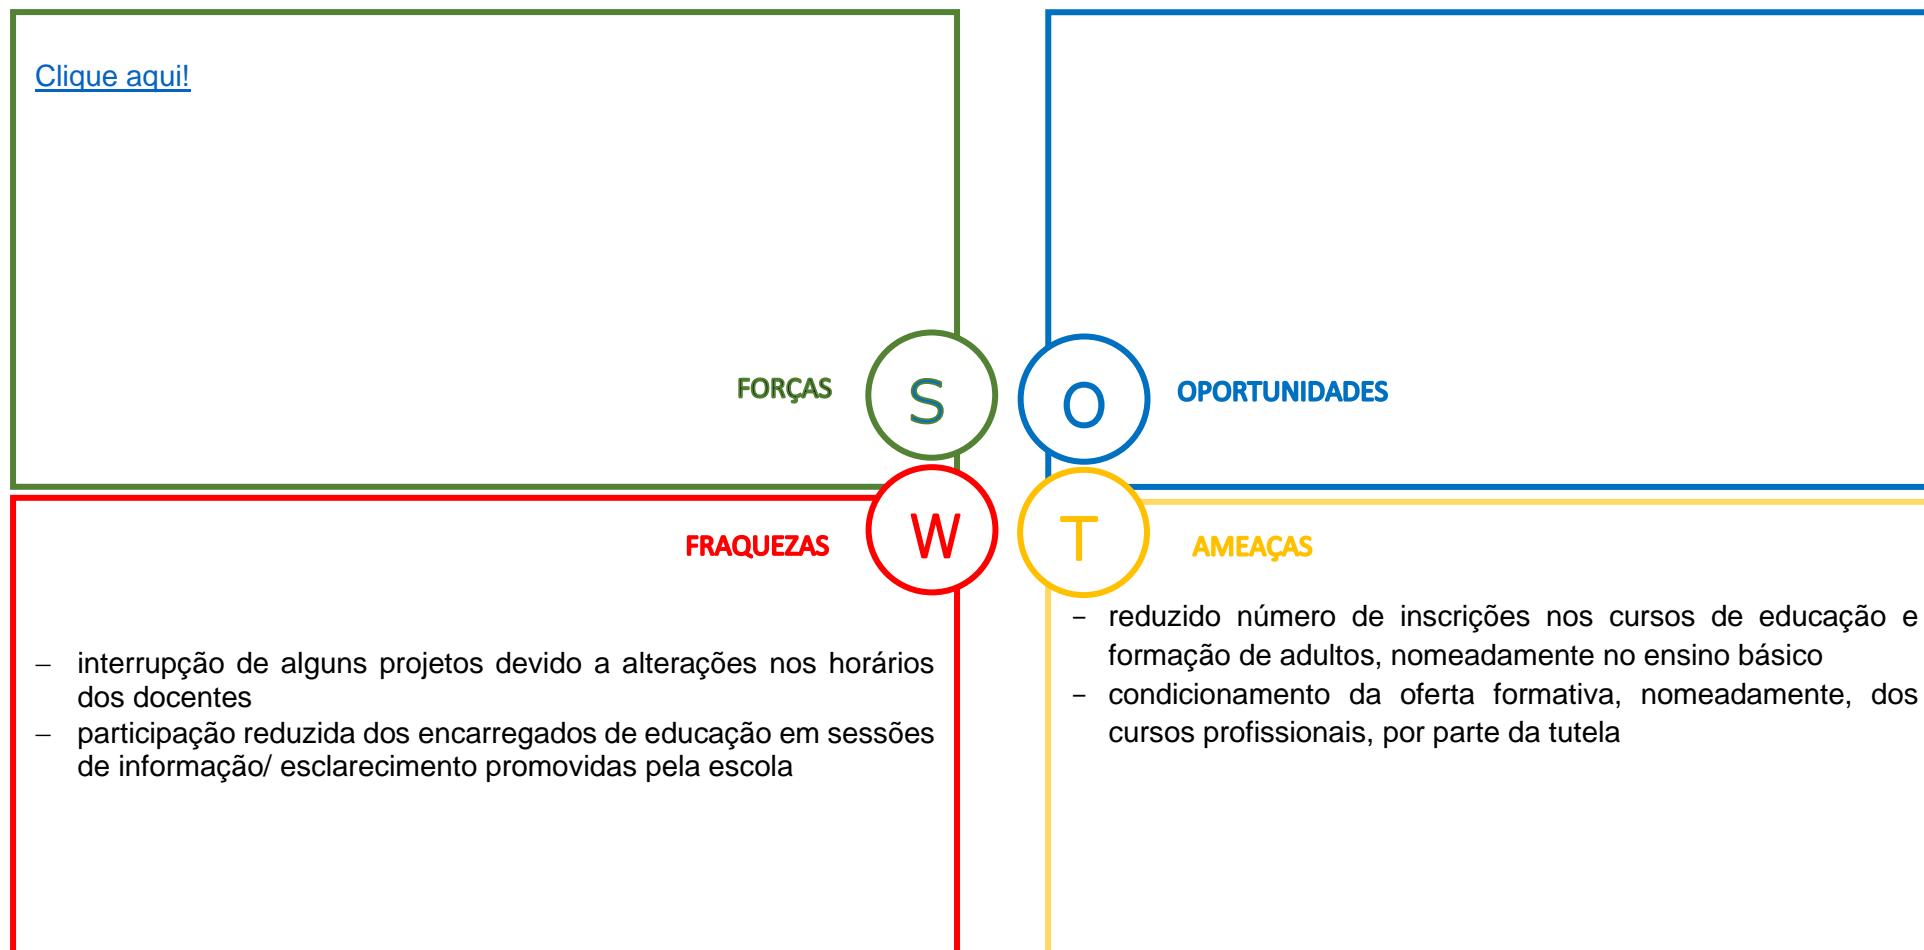 Clique aqui!
FORÇAS
S
O
OPORTUNIDADES
FRAQUEZAS
W
T
AMEAÇAS
– interrupção de alguns projetos devido a alterações nos horários
dos docentes
– participação reduzida dos encarregados de educação em sessões
de informação/ esclarecimento promovidas pela escola
– reduzido número de inscrições nos cursos de educação e
formação de adultos, nomeadamente no ensino básico
– condicionamento da oferta formativa, nomeadamente, dos
cursos profissionais, por parte da tutela